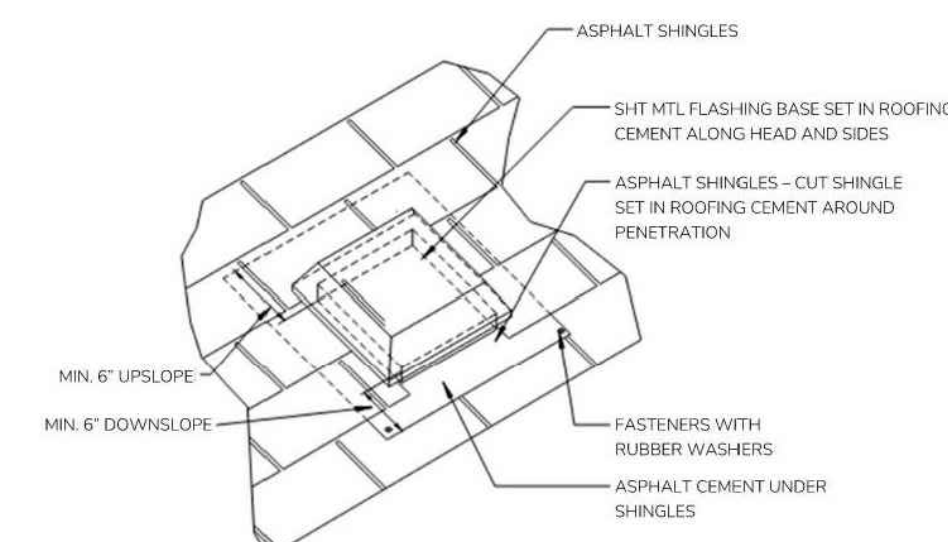 ASPHALT SHINGLES
SHT MTL FLASHING BASE SET IN ROOFING
CEMENT ALONG HEAD AND SIDES
ASPHALT SHINGLES – CUT SHINGLE
SET IN ROOFING CEMENT AROUND
PENETRATION
MIN. 6" UPSLOPE
MIN. 6" DOWNSLOPE
FASTENERS WITH
RUBBER WASHERS
ASPHALT CEMENT UNDER
SHINGLES